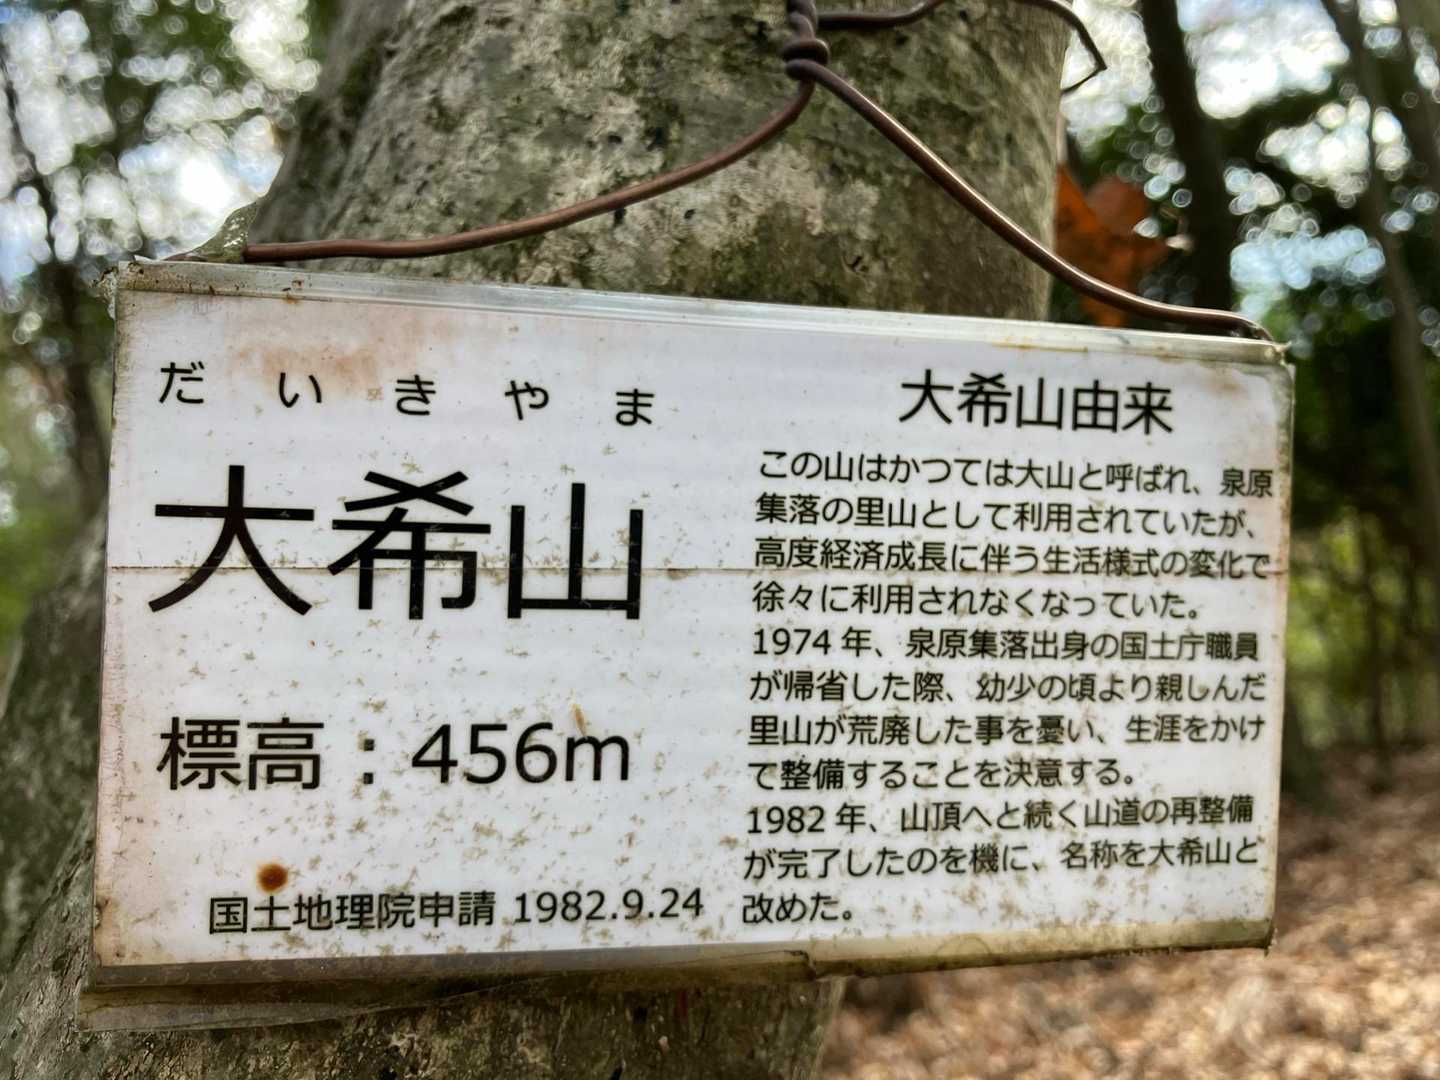 だいきやま
大希山
標高：456m
国土地理院申請 1982.9.24
大希山由来
この山はかつては大山と呼ばれ、泉原
集落の里山として利用されていたが、
高度経済成長に伴う生活様式の変化で
徐々に利用されなくなっていた。
1974 年、泉原集落出身の国土庁職員
が帰省した際、幼少の頃より親しんだ
里山が荒廃した事を憂い、生涯をかけ
て整備することを決意する。
1982 年、山頂へと続く山道の再整備
が完了したのを機に、名称を大希山と
改めた。